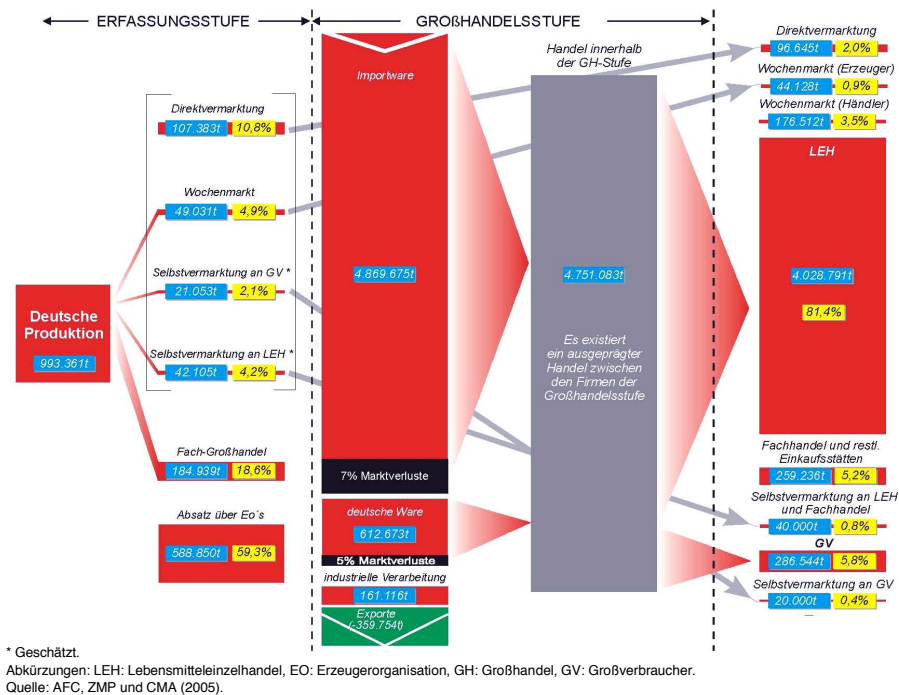 ERFASSUNGSSTUFE
GROßHANDELSSTUFE
Deutsche
Produktion
993.361t
Direktvermarktung
107.383t 10,8%
Wochenmarkt
49.031t 4,9%
Selbstvermarktung an GV *
21.053t 2,1%
Selbstvermarktung an LEH *
42.105t 4,2%
Fach-Großhandel
184.939t 18,6%
Absatz über Eo´s
588.850t 59,3%
Importware
4.869.675t
7% Marktverluste
deutsche Ware
612.673t
5% Marktverluste
industrielle Verarbeitung
161.116t
Exporte
(-359.754t)
Handel innerhalb
der GH-Stufe
4.751.083t
Es existiert
ein ausgeprägter
Handel zwischen
den Firmen der
Großhandelsstufe
Direktvermarktung
96.645t 2,0%
Wochenmarkt (Erzeuger)
44.128t 0,9%
Wochenmarkt (Händler)
176.512t 3,5%
LEH
4.028.791t
81,4%
Fachhandel und restl.
Einkaufsstätten
259.236t 5,2%
Selbstvermarktung an LEH
und Fachhandel
40.000t 0,8%
GV
286.544t 5,8%
Selbstvermarktung an GV
20.000t 0,4%
* Geschätzt.
Abkürzungen: LEH: Lebensmitteleinzelhandel, EO: Erzeugerorganisation, GH: Großhandel, GV: Großverbraucher.
Quelle: AFC, ZMP und CMA (2005).